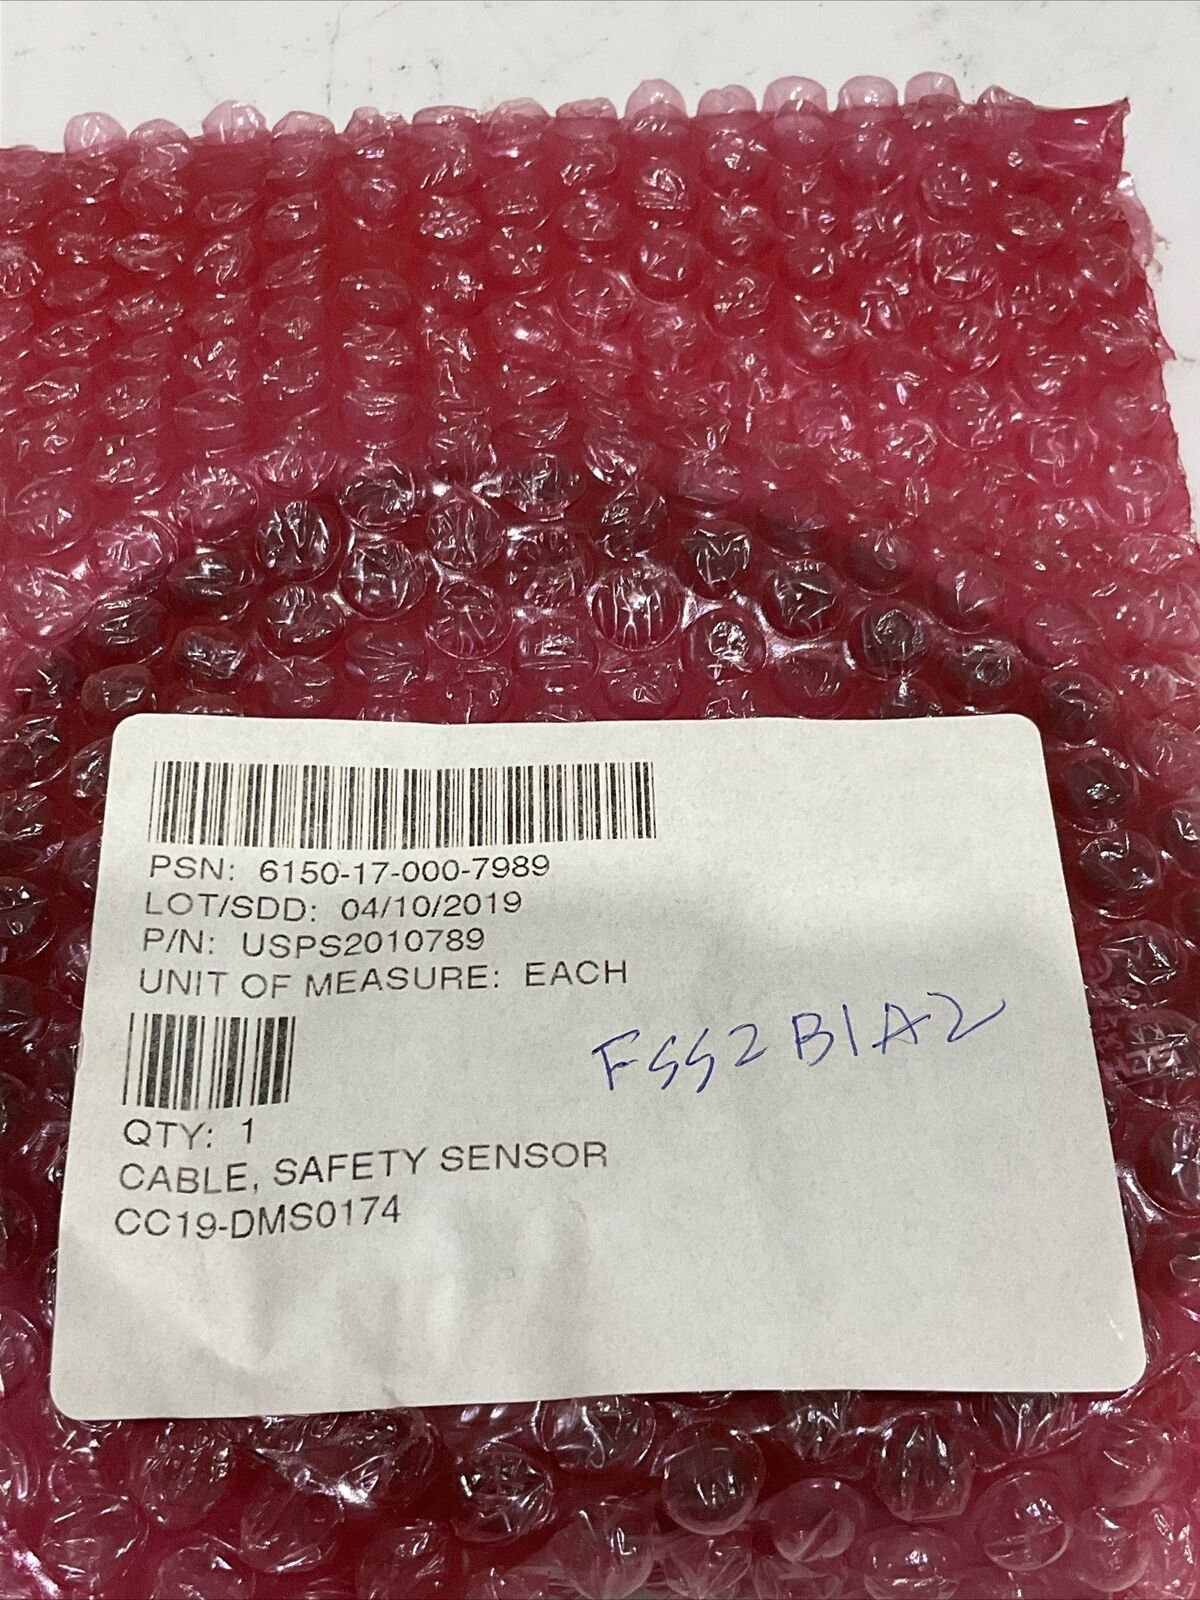 PSN: 6150-17-000-7989
LOT/SDD: 04/10/2019
P/N: USPS2010789
UNIT OF MEASURE: EACH
FSS2B1A2
QTY: 1
CABLE, SAFETY SENSOR
CC19-DMS0174